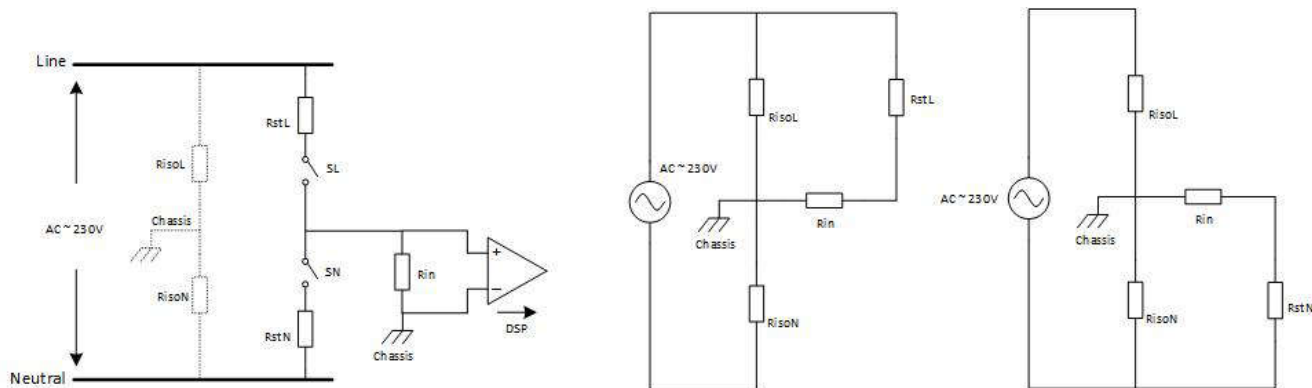 Line
RstL
SL
RisoL
Chassis
AC~230V
SN
RisoN
Rin
RstN
Chassis
DSP
Neutral
RisoL
RstL
AC~230V
Rin
Chassis
RisoN
RisoL
AC~230V
Rin
Chassis
RisoN
RstN